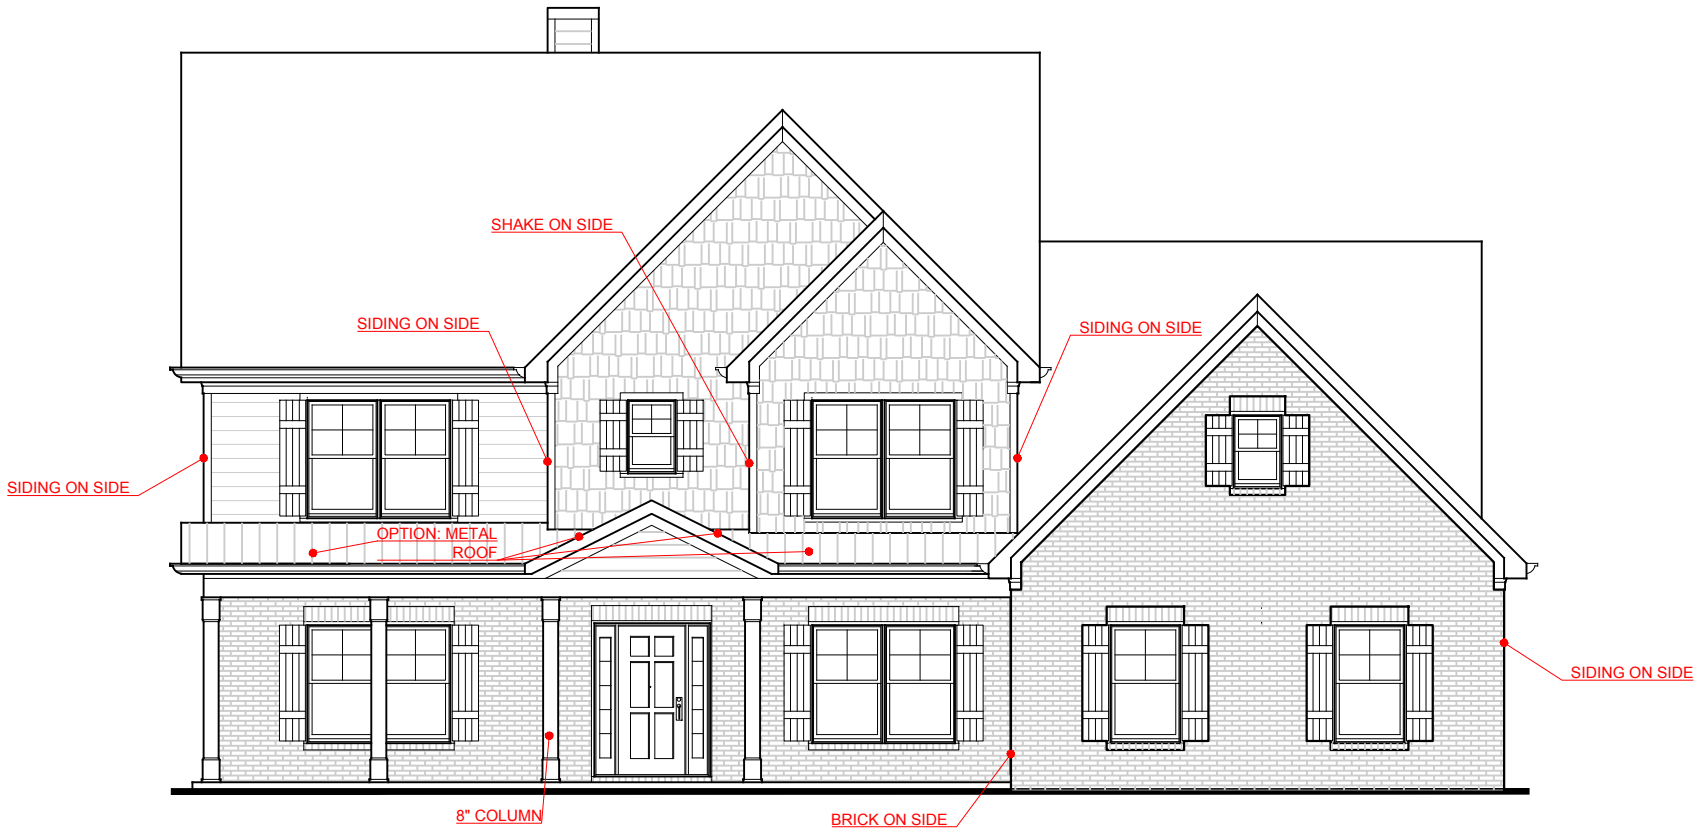 SHAKE ON SIDE
SIDING ON SIDE
SIDING ON SIDE
SIDING ON SIDE
OPTION: METAL
ROOF
SIDING ON SIDE
8" COLUMN
BRICK ON SIDE